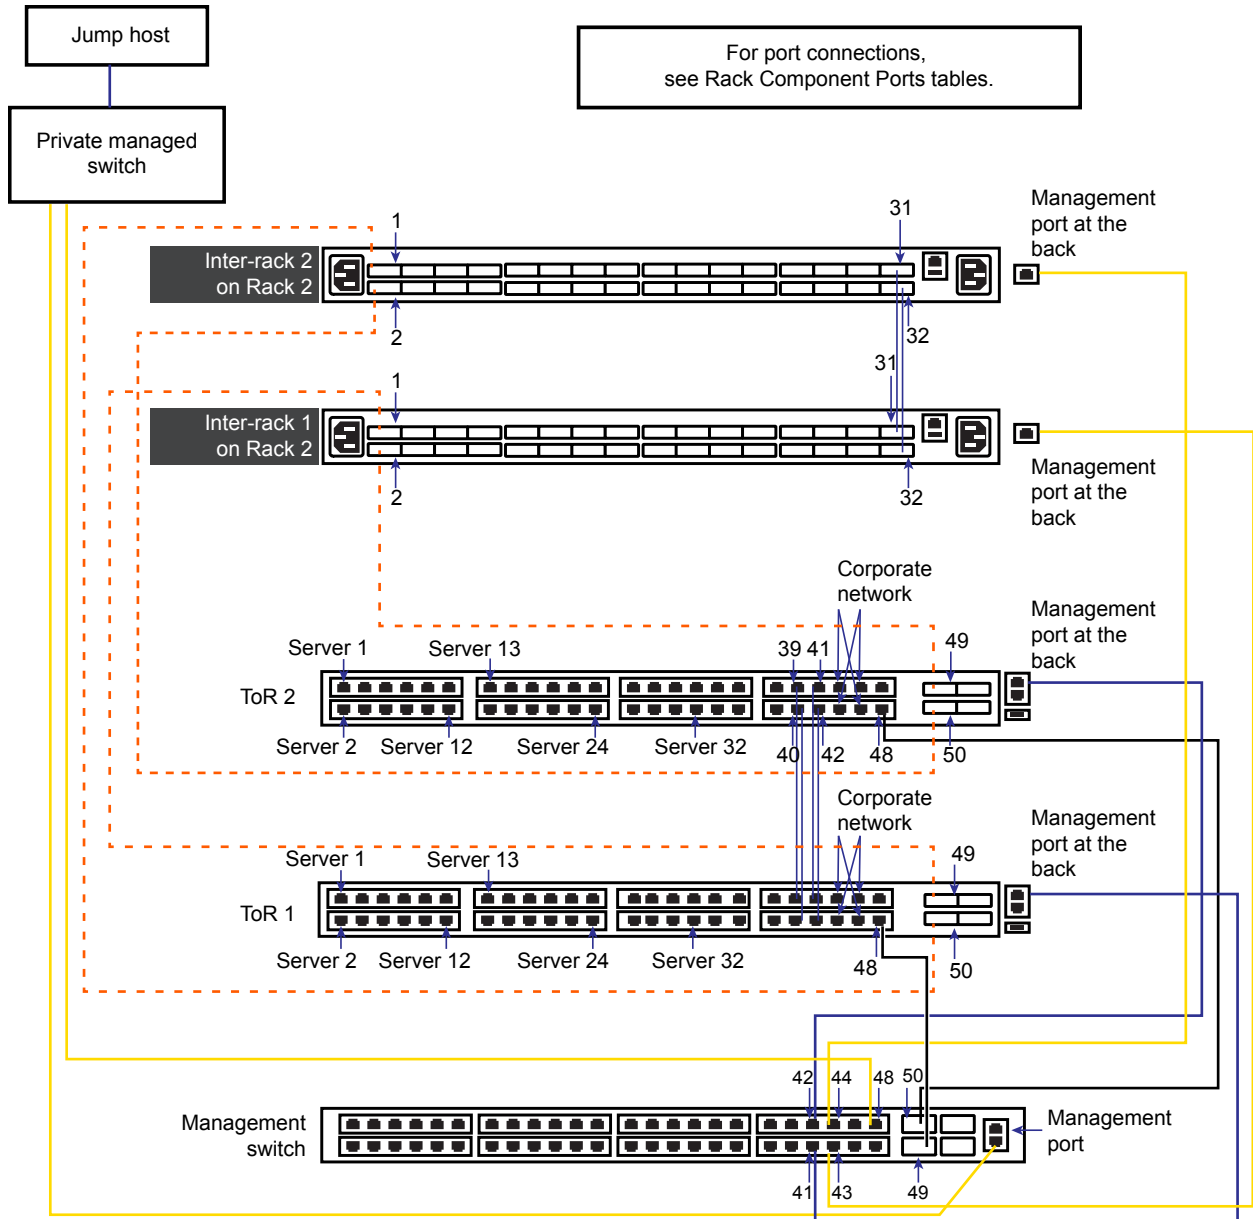 Jump host
For port connections,
see Rack Component Ports tables.
Private managed
switch
Management
port at the
back
1
31
Inter-rack 2
on Rack 2
2
32
31
1
Inter-rack 1
on Rack 2
2
32
Management
port at the
back
Corporate
network
Management
port at the
back
Server 1
Server 13
39
41
49
ToR 2
Server 2
Server 12
Server 24
Server 32
40
42
48
50
Corporate
network
Management
port at the
back
Server 1
Server 13
49
ToR 1
Server 2
Server 12
Server 24
Server 32
48
50
42
44
48
50
Management
switch
Management
port
41
43
49